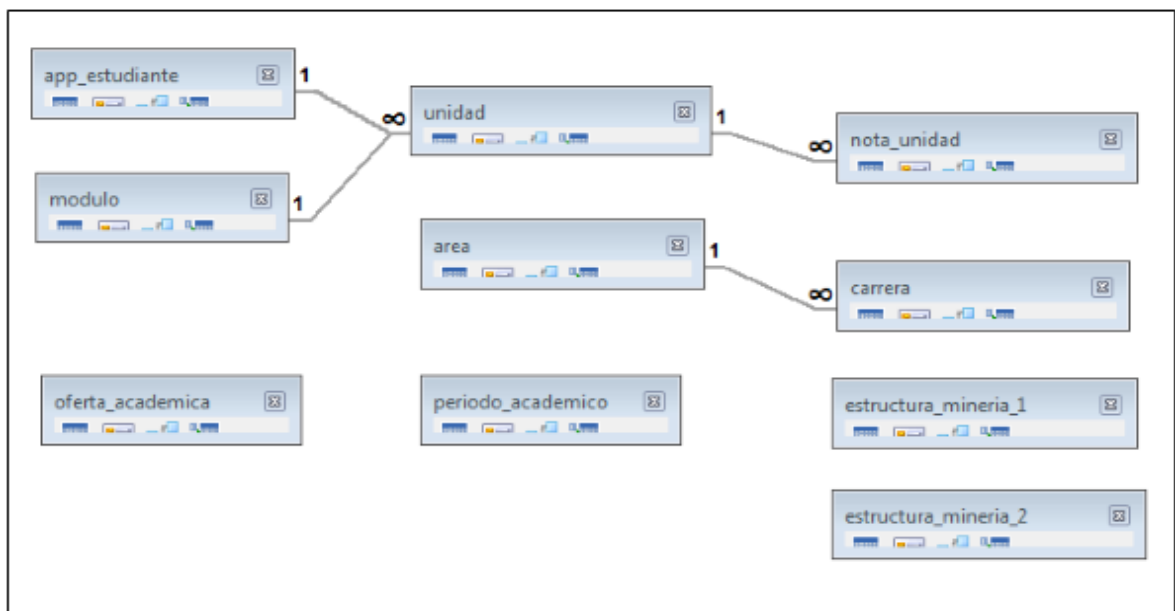 app_estudiante
1
∞
unidad
1
∞
nota_unidad
modulo
1
area
1
∞
carrera
oferta_academica
periodo_academico
estructura_mineria_1
estructura_mineria_2